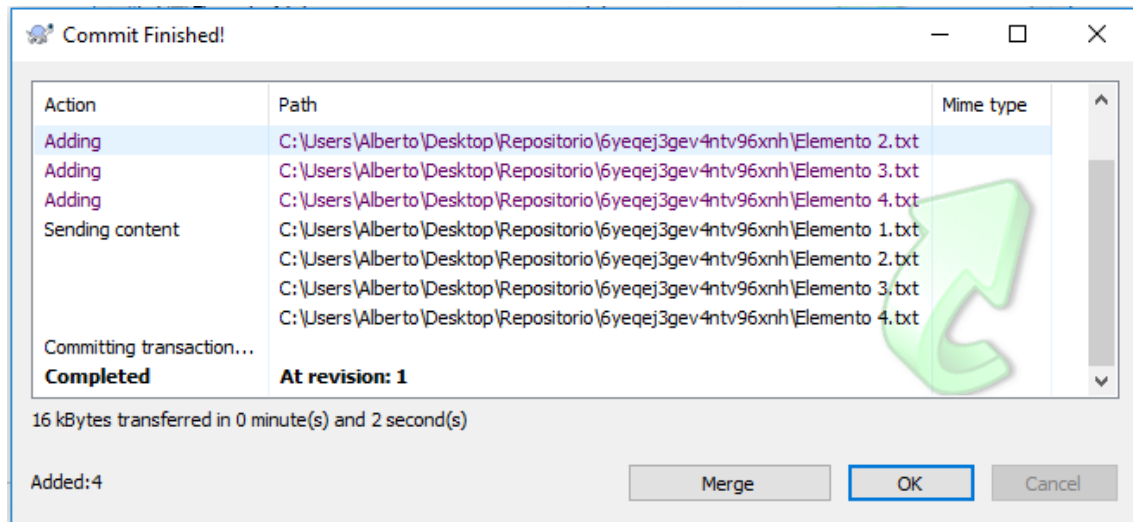 Commit Finished!
Action Path Mime type
Adding C:\Users\Alberto\Desktop\Repositorio\6yeqej3gev4ntv96xnh\Elemento 2.txt
Adding C:\Users\Alberto\Desktop\Repositorio\6yeqej3gev4ntv96xnh\Elemento 3.txt
Adding C:\Users\Alberto\Desktop\Repositorio\6yeqej3gev4ntv96xnh\Elemento 4.txt
Sending content C:\Users\Alberto\Desktop\Repositorio\6yeqej3gev4ntv96xnh\Elemento 1.txt
C:\Users\Alberto\Desktop\Repositorio\6yeqej3gev4ntv96xnh\Elemento 2.txt
C:\Users\Alberto\Desktop\Repositorio\6yeqej3gev4ntv96xnh\Elemento 3.txt
C:\Users\Alberto\Desktop\Repositorio\6yeqej3gev4ntv96xnh\Elemento 4.txt
Committing transaction...
Completed At revision: 1
16 kBytes transferred in 0 minute(s) and 2 second(s)
Added:4 Merge OK Cancel